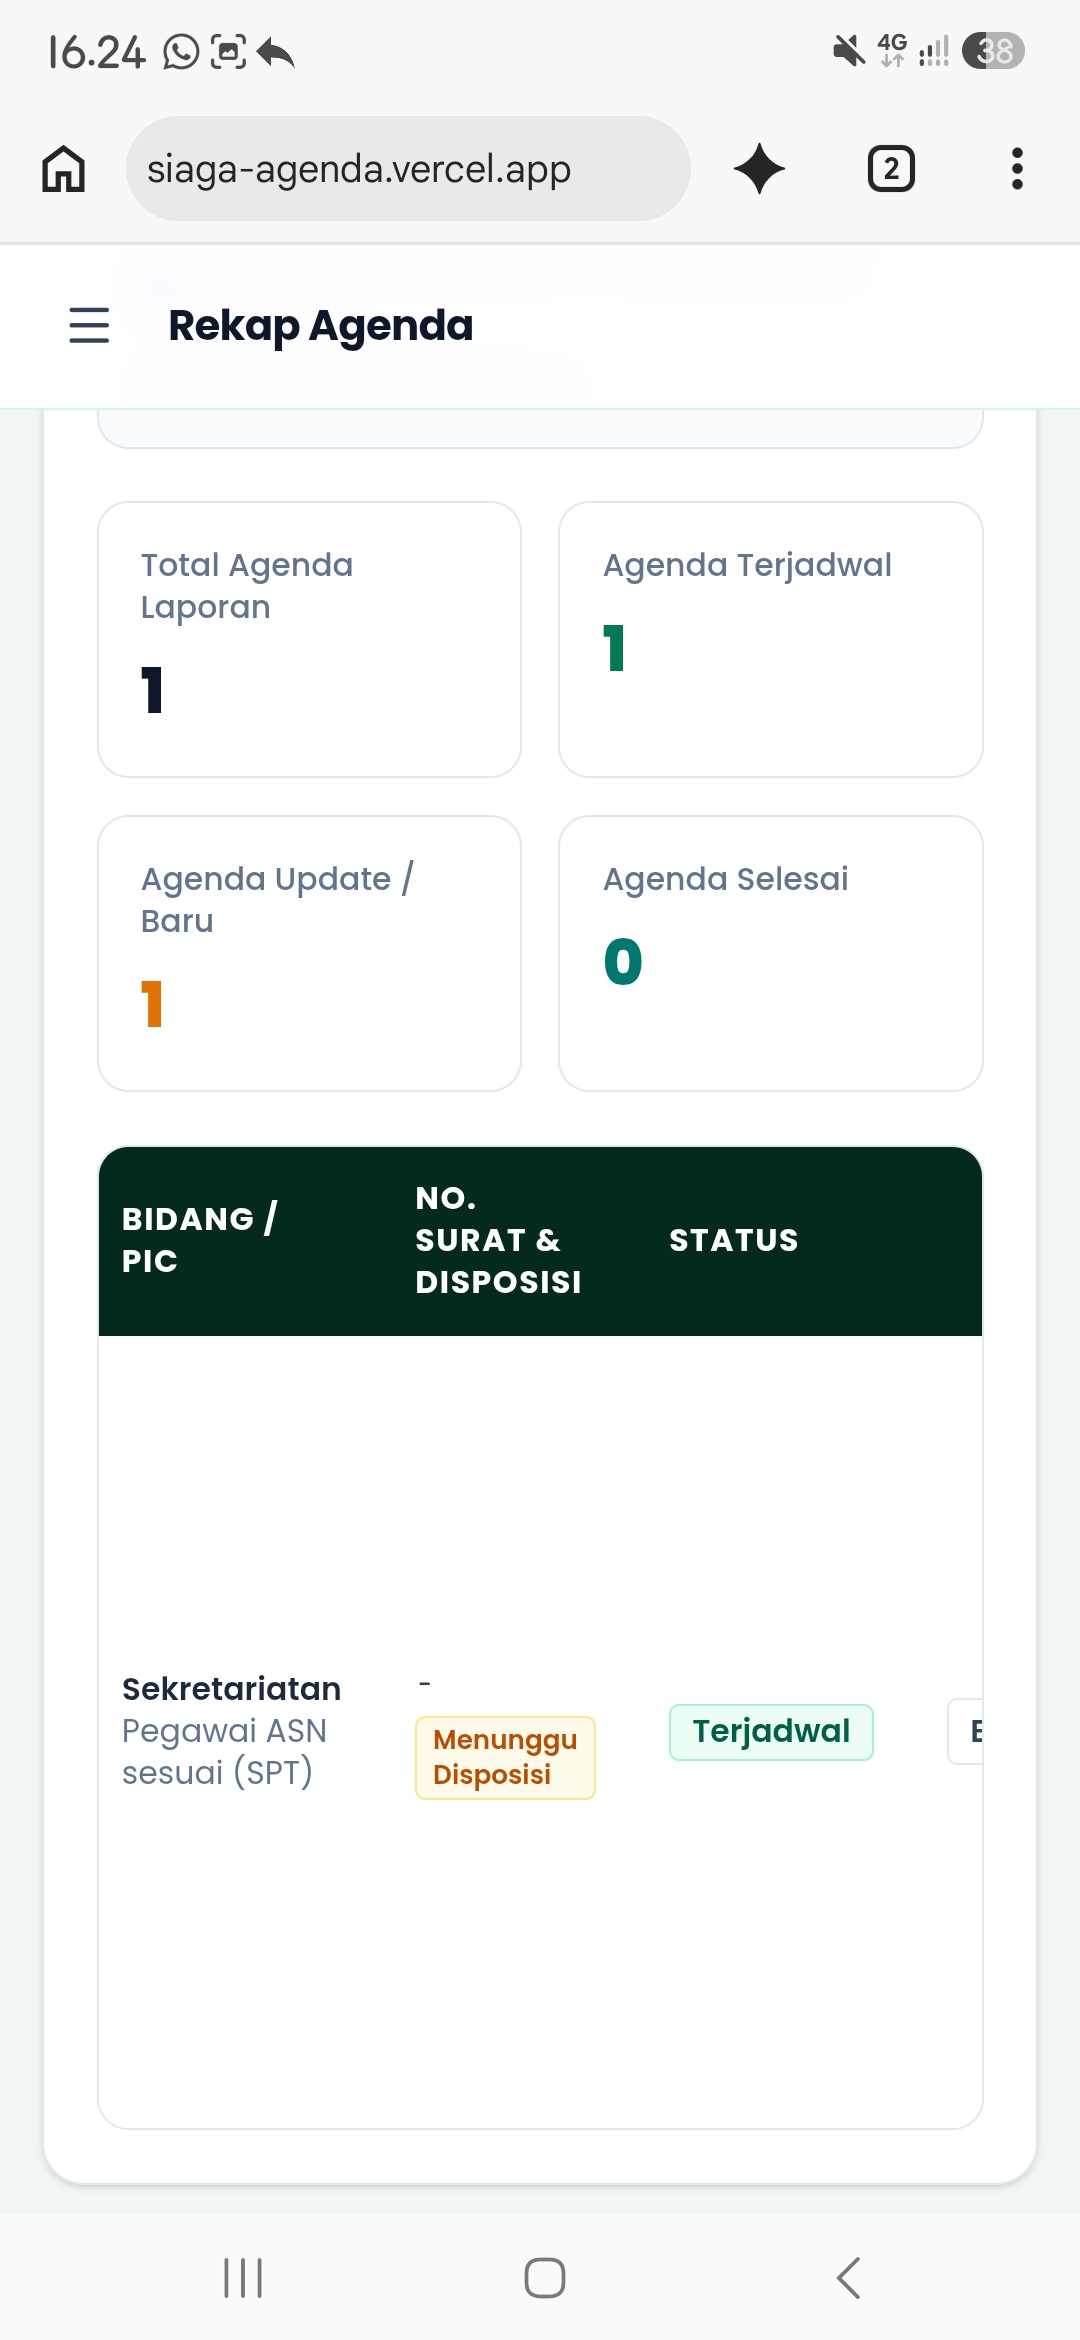 16.24
4G
38
siaga-agenda.vercel.app
2
Rekap Agenda
Total Agenda
Laporan
1
Agenda Terjadwal
1
Agenda Update /
Baru
1
Agenda Selesai
0
BIDANG /
PIC
NO.
SURAT &
DISPOSISI
STATUS
Sekretariatan
Pegawai ASN
sesuai (SPT)
-
Menunggu
Disposisi
Terjadwal